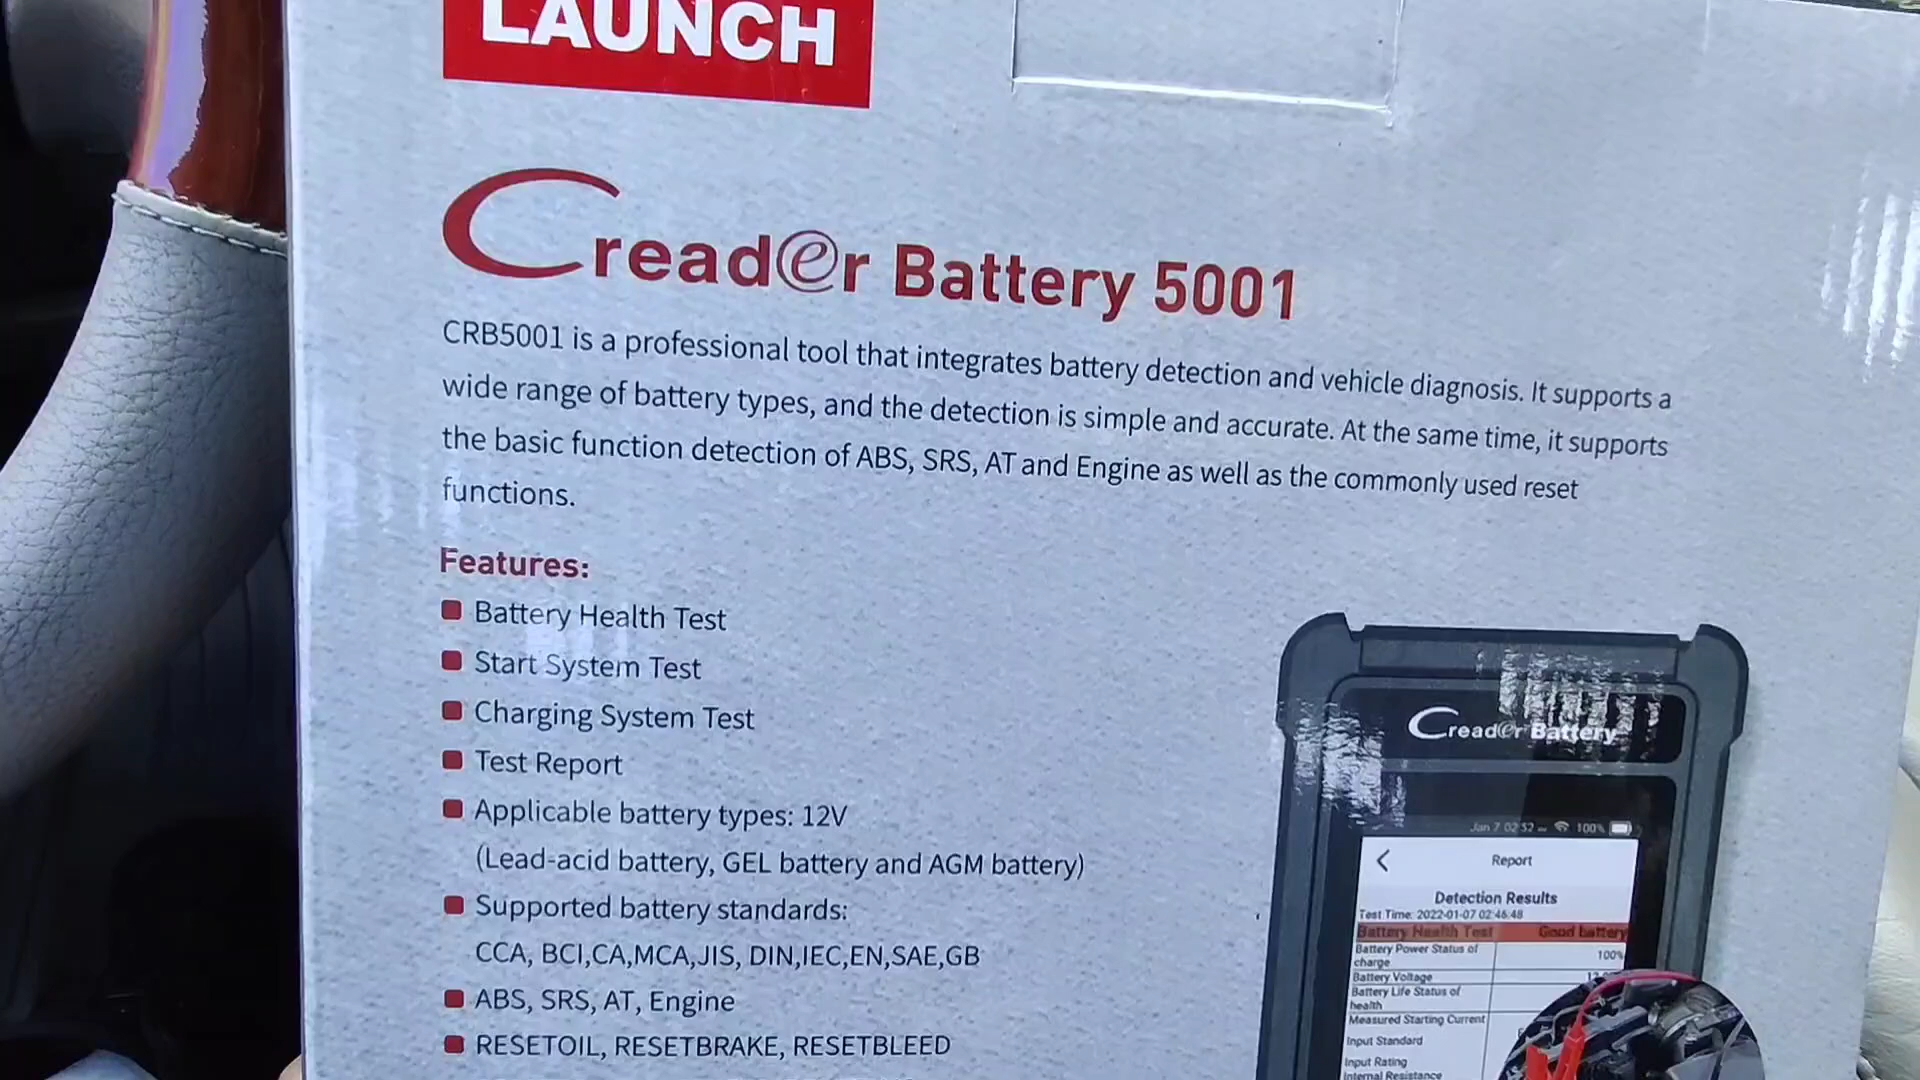 LAUNCH
Creader Battery 5001
CRB5001 is a professional tool that integrates battery detection and vehicle diagnosis. It supports a
wide range of battery types, and the detection is simple and accurate. At the same time, it supports
the basic function detection of ABS, SRS, AT and Engine as well as the commonly used reset
functions.
Features:
Battery Health Test
Start System Test
Charging System Test
Test Report
Applicable battery types: 12V
(Lead-acid battery, GEL battery and AGM battery)
Supported battery standards:
CCA, BCI,CA,MCA,JIS, DIN,IEC,EN,SAE,GB
ABS, SRS, AT, Engine
RESETOIL, RESETBRAKE, RESETBLEED
Creader Battery
Jan 7 02:52 100%
Report
Detection Results
Test Time: 2022-01-07 02:46:48
Battery Health Test Good battery
Battery Power Status of
charge 100%
Battery Voltage
Battery Life Status of
health
Measured Starting Current
Input Standard
Input Rating
Internal Resistance